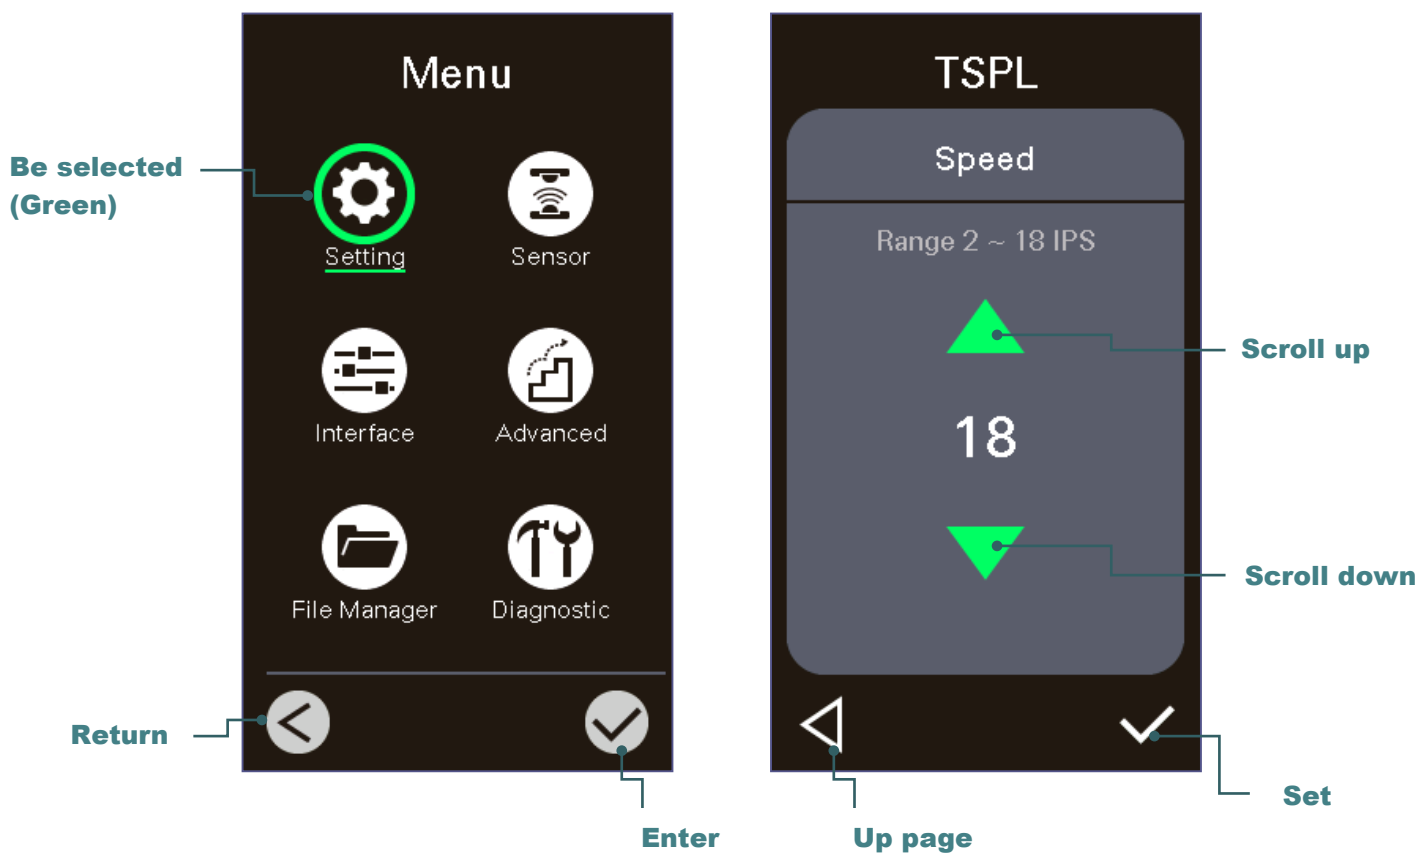 Menu
Be selected
(Green)
Setting
Sensor
Interface
Advanced
File Manager
Diagnostic
Return
Enter
TSPL
Speed
Range 2 ~ 18 IPS
Scroll up
18
Scroll down
Up page
Set